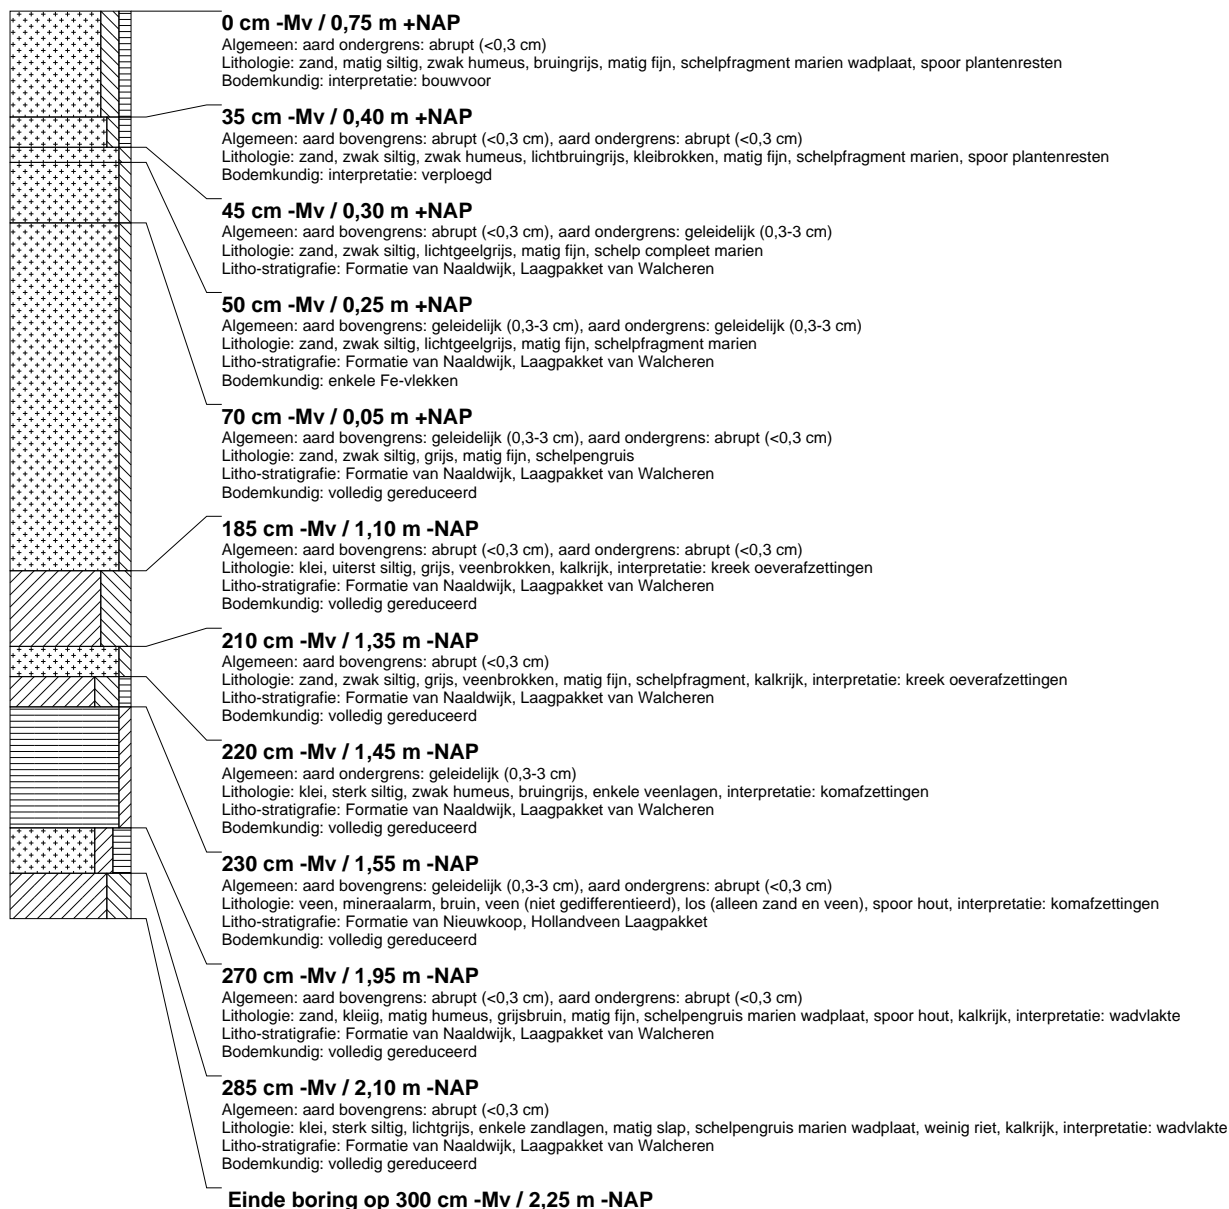 0 cm -Mv / 0,75 m +NAP
Algemeen: aard ondergrens: abrupt (<0,3 cm)
Lithologie: zand, matig siltig, zwak humeus, bruingrijs, matig fijn, schelpfragment marien wadplaat, spoor plantenresten
Bodemkundig: interpretatie: bouwvoor
35 cm -Mv / 0,40 m +NAP
Algemeen: aard bovengrens: abrupt (<0,3 cm), aard ondergrens: abrupt (<0,3 cm)
Lithologie: zand, zwak siltig, zwak humeus, lichtbruingrijs, kleibrokken, matig fijn, schelpfragment marien, spoor plantenresten
Bodemkundig: interpretatie: verploegd
45 cm -Mv / 0,30 m +NAP
Algemeen: aard bovengrens: abrupt (<0,3 cm), aard ondergrens: geleidelijk (0,3-3 cm)
Lithologie: zand, zwak siltig, lichtgeelgrijs, matig fijn, schelp compleet marien
Litho-stratigrafie: Formatie van Naaldwijk, Laagpakket van Walcheren
50 cm -Mv / 0,25 m +NAP
Algemeen: aard bovengrens: geleidelijk (0,3-3 cm), aard ondergrens: geleidelijk (0,3-3 cm)
Lithologie: zand, zwak siltig, lichtgeelgrijs, matig fijn, schelpfragment marien
Litho-stratigrafie: Formatie van Naaldwijk, Laagpakket van Walcheren
Bodemkundig: enkele Fe-vlekken
70 cm -Mv / 0,05 m +NAP
Algemeen: aard bovengrens: geleidelijk (0,3-3 cm), aard ondergrens: abrupt (<0,3 cm)
Lithologie: zand, zwak siltig, grijs, matig fijn, schelpengruis
Litho-stratigrafie: Formatie van Naaldwijk, Laagpakket van Walcheren
Bodemkundig: volledig gereduceerd
185 cm -Mv / 1,10 m -NAP
Algemeen: aard bovengrens: abrupt (<0,3 cm), aard ondergrens: abrupt (<0,3 cm)
Lithologie: klei, uiterst siltig, grijs, veenbrokken, kalkrijk, interpretatie: kreek oeverafzettingen
Litho-stratigrafie: Formatie van Naaldwijk, Laagpakket van Walcheren
Bodemkundig: volledig gereduceerd
210 cm -Mv / 1,35 m -NAP
Algemeen: aard bovengrens: abrupt (<0,3 cm)
Lithologie: zand, zwak siltig, grijs, veenbrokken, matig fijn, schelpfragment, kalkrijk, interpretatie: kreek oeverafzettingen
Litho-stratigrafie: Formatie van Naaldwijk, Laagpakket van Walcheren
Bodemkundig: volledig gereduceerd
220 cm -Mv / 1,45 m -NAP
Algemeen: aard ondergrens: geleidelijk (0,3-3 cm)
Lithologie: klei, sterk siltig, zwak humeus, bruingrijs, enkele veenlagen, interpretatie: komafzettingen
Litho-stratigrafie: Formatie van Naaldwijk, Laagpakket van Walcheren
Bodemkundig: volledig gereduceerd
230 cm -Mv / 1,55 m -NAP
Algemeen: aard bovengrens: geleidelijk (0,3-3 cm), aard ondergrens: abrupt (<0,3 cm)
Lithologie: veen, mineraalarm, bruin, veen (niet gedifferentieerd), los (alleen zand en veen), spoor hout, interpretatie: komafzettingen
Litho-stratigrafie: Formatie van Nieuwkoop, Hollandveen Laagpakket
Bodemkundig: volledig gereduceerd
270 cm -Mv / 1,95 m -NAP
Algemeen: aard bovengrens: abrupt (<0,3 cm), aard ondergrens: abrupt (<0,3 cm)
Lithologie: zand, kleiig, matig humeus, grijsbruin, matig fijn, schelpengruis marien wadplaat, spoor hout, kalkrijk, interpretatie: wadvlakte
Litho-stratigrafie: Formatie van Naaldwijk, Laagpakket van Walcheren
Bodemkundig: volledig gereduceerd
285 cm -Mv / 2,10 m -NAP
Algemeen: aard bovengrens: abrupt (<0,3 cm)
Lithologie: klei, sterk siltig, lichtgrijs, enkele zandlagen, matig slap, schelpengruis marien wadplaat, weinig riet, kalkrijk, interpretatie: wadvlakte
Litho-stratigrafie: Formatie van Naaldwijk, Laagpakket van Walcheren
Bodemkundig: volledig gereduceerd
Einde boring op 300 cm -Mv / 2,25 m -NAP